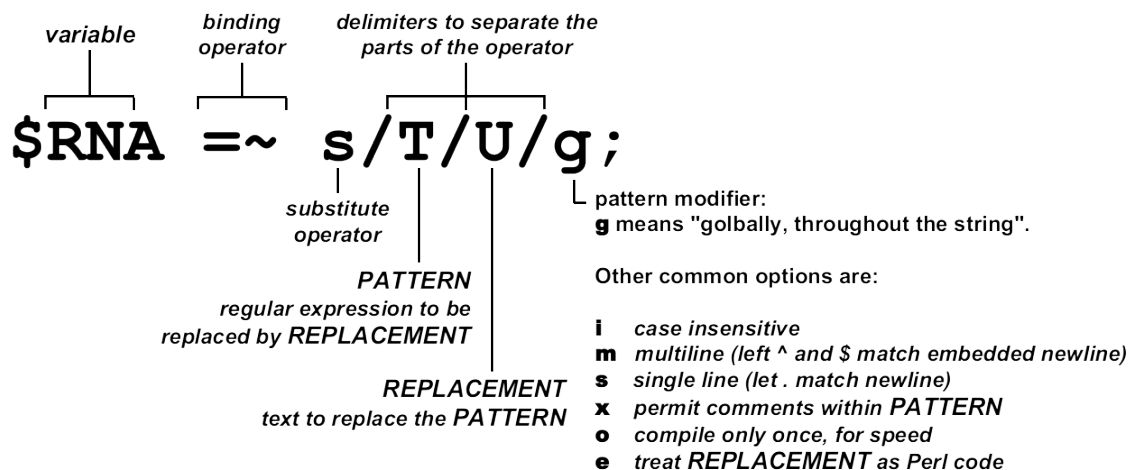 variable
binding
operator
delimiters to separate the
parts of the operator
$RNA =~ s/T/U/g;
substitute
operator
PATTERN
regular expression to be
replaced by REPLACEMENT
REPLACEMENT
text to replace the PATTERN
pattern modifier:
g means "golbally, throughout the string".
Other common options are:
i case insensitive
m multiline (left ^ and $ match embedded newline)
s single line (let . match newline)
x permit comments within PATTERN
o compile only once, for speed
e treat REPLACEMENT as Perl code